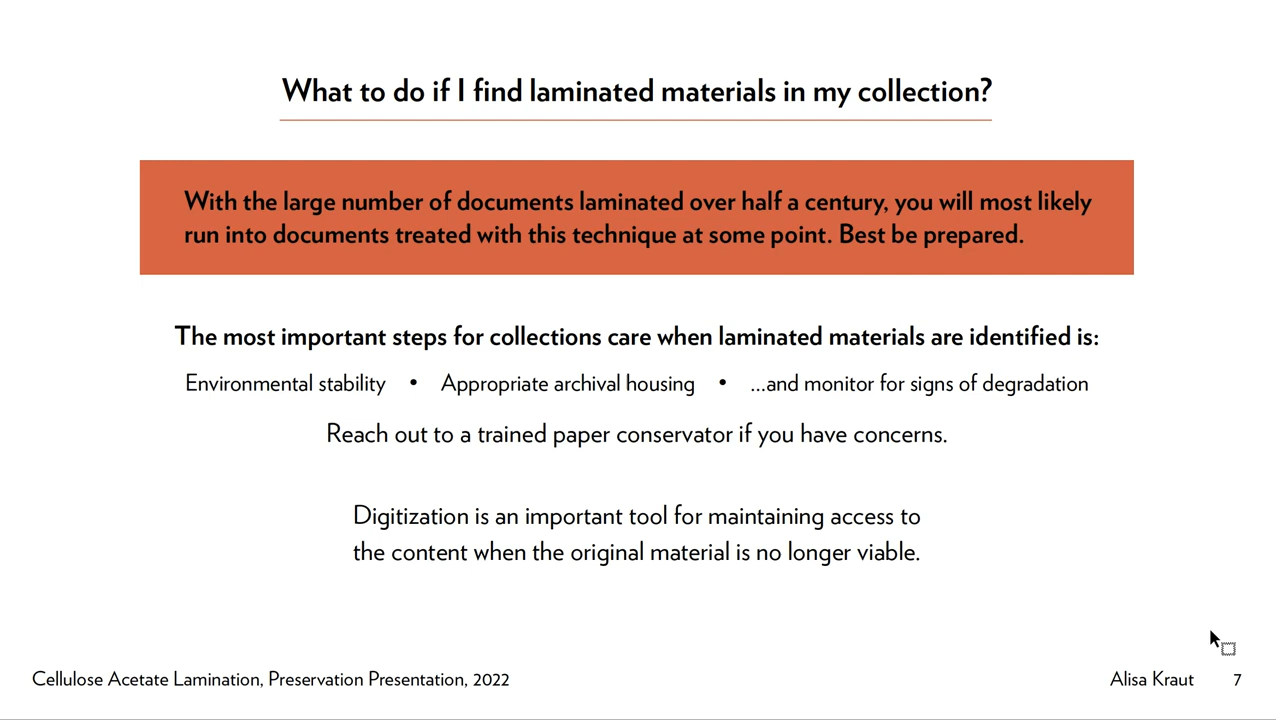 What to do if I find laminated materials in my collection?
With the large number of documents laminated over half a century, you will most likely
run into documents treated with this technique at some point. Best be prepared.
The most important steps for collections care when laminated materials are identified is:
Environmental stability • Appropriate archival housing • ...and monitor for signs of degradation
Reach out to a trained paper conservator if you have concerns.
Digitization is an important tool for maintaining access to
the content when the original material is no longer viable.
Cellulose Acetate Lamination, Preservation Presentation, 2022
Alisa Kraut 7